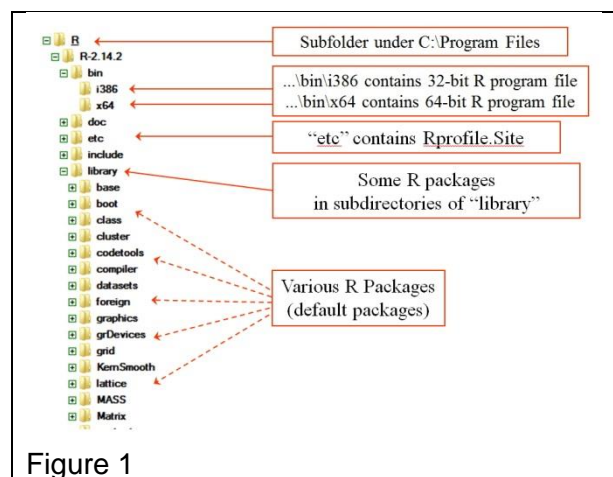 R
R-2.14.2
bin
i386
x64
doc
etc
include
library
base
boot
class
cluster
codetools
compiler
datasets
foreign
graphics
grDevices
grid
KernSmooth
lattice
MASS
Matrix
Subfolder under C:\Program Files
...\bin\i386 contains 32-bit R program file
...\bin\x64 contains 64-bit R program file
“etc” contains Rprofile.Site
Some R packages
in subdirectories of “library”
Various R Packages
(default packages)
Figure 1